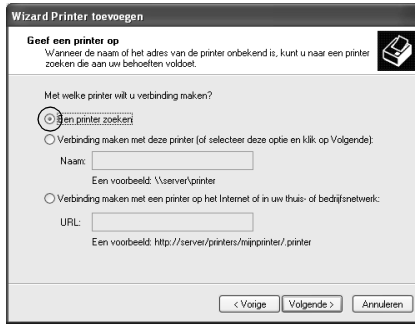 Wizard Printer toevoegen
Geef een printer op
Wanneer de naam of het adres van de printer onbekend is, kunt u naar een printer
zoeken die aan uw behoeften voldoet.
Met welke printer wilt u verbinding maken?
Een printer zoeken
Verbinding maken met deze printer (of selecteer deze optie en klik op Volgende):
Naam:
Een voorbeeld: \\server\printer
Verbinding maken met een printer op het Internet of in uw thuis- of bedrijfsnetwerk:
URL:
Een voorbeeld: http://server/printers/mijnprinter/.printer
< Vorige
Volgende >
Annuleren